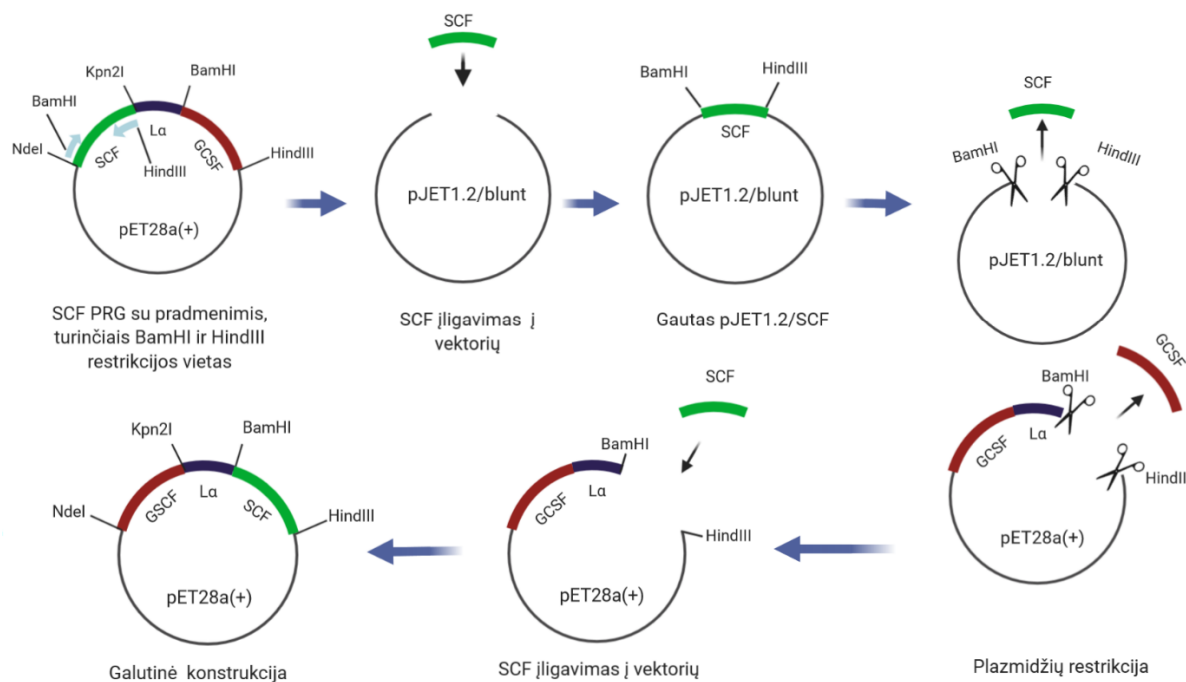 Kpn2I
BamHI
BamHI
NdeI
SCF
Lα
GCSF
HindIII
HindIII
pET28a(+)
SCF PRG su pradmenimis,
turinčiais BamHI ir HindIII
restrikcijos vietas
SCF
pJET1.2/blunt
SCF įligavimas į
vektorių
BamHI
HindIII
SCF
pJET1.2/blunt
Gautas pJET1.2/SCF
SCF
BamHI
HindIII
pJET1.2/blunt
GCSF
BamHI
Lα
GCSF
HindII
pET28a(+)
Plazmidžių restrikcija
SCF
BamHI
Lα
GCSF
HindIII
pET28a(+)
SCF įligavimas į vektorių
Kpn2I
BamHI
NdeI
GSCF
Lα
SCF
HindIII
pET28a(+)
Galutinė konstrukcija